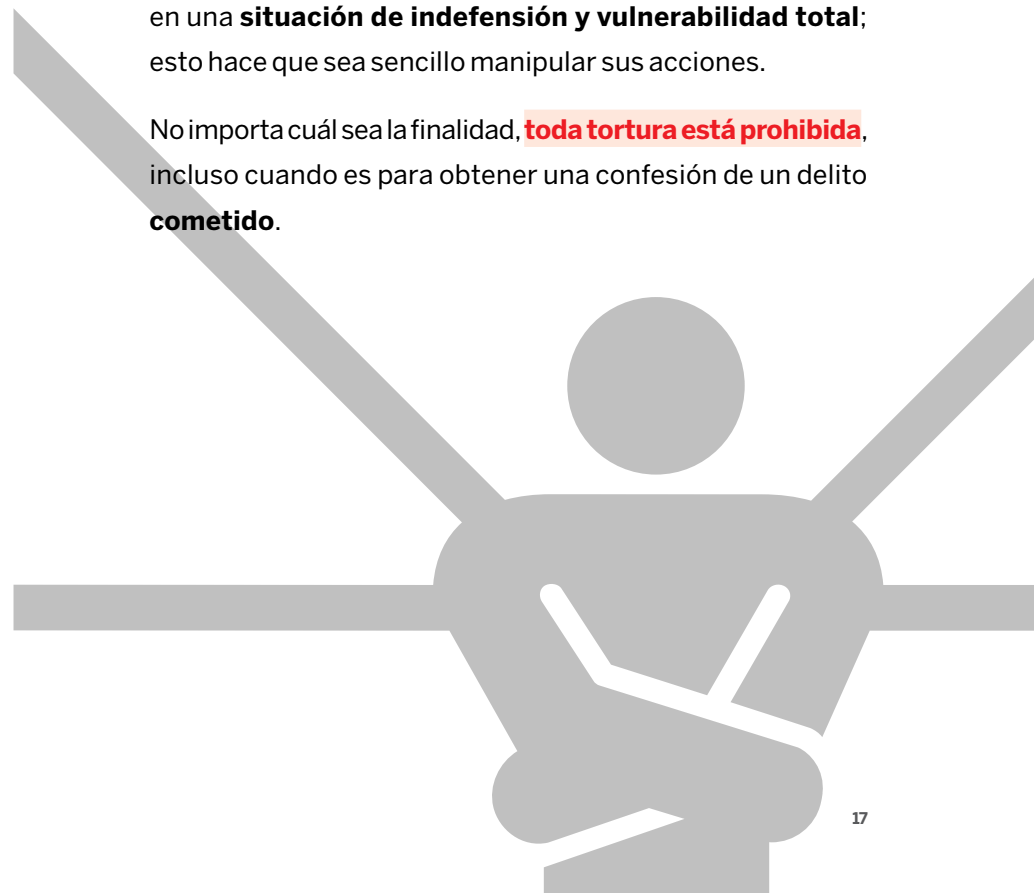 en una situación de indefensión y vulnerabilidad total;
esto hace que sea sencillo manipular sus acciones.
No importa cuál sea la finalidad, toda tortura está prohibida,
incluso cuando es para obtener una confesión de un delito
cometido.
17